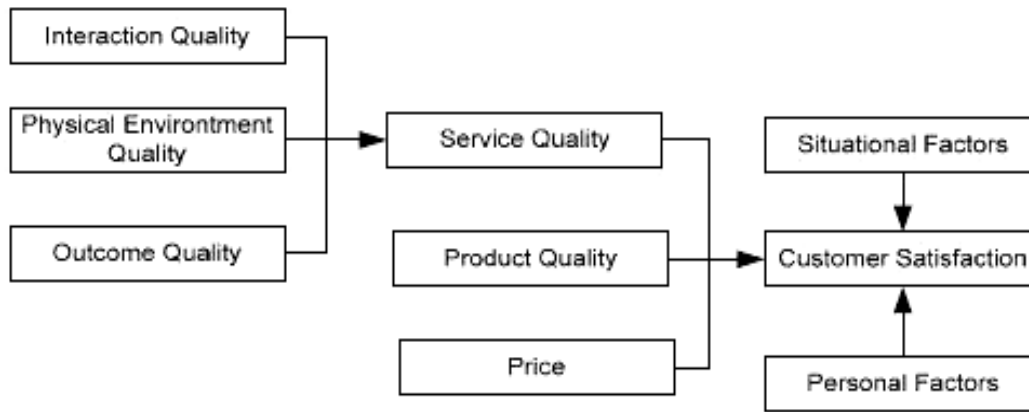 Interaction Quality
Physical Environtment
Quality
Outcome Quality
Service Quality
Product Quality
Price
Situational Factors
Customer Satisfaction
Personal Factors